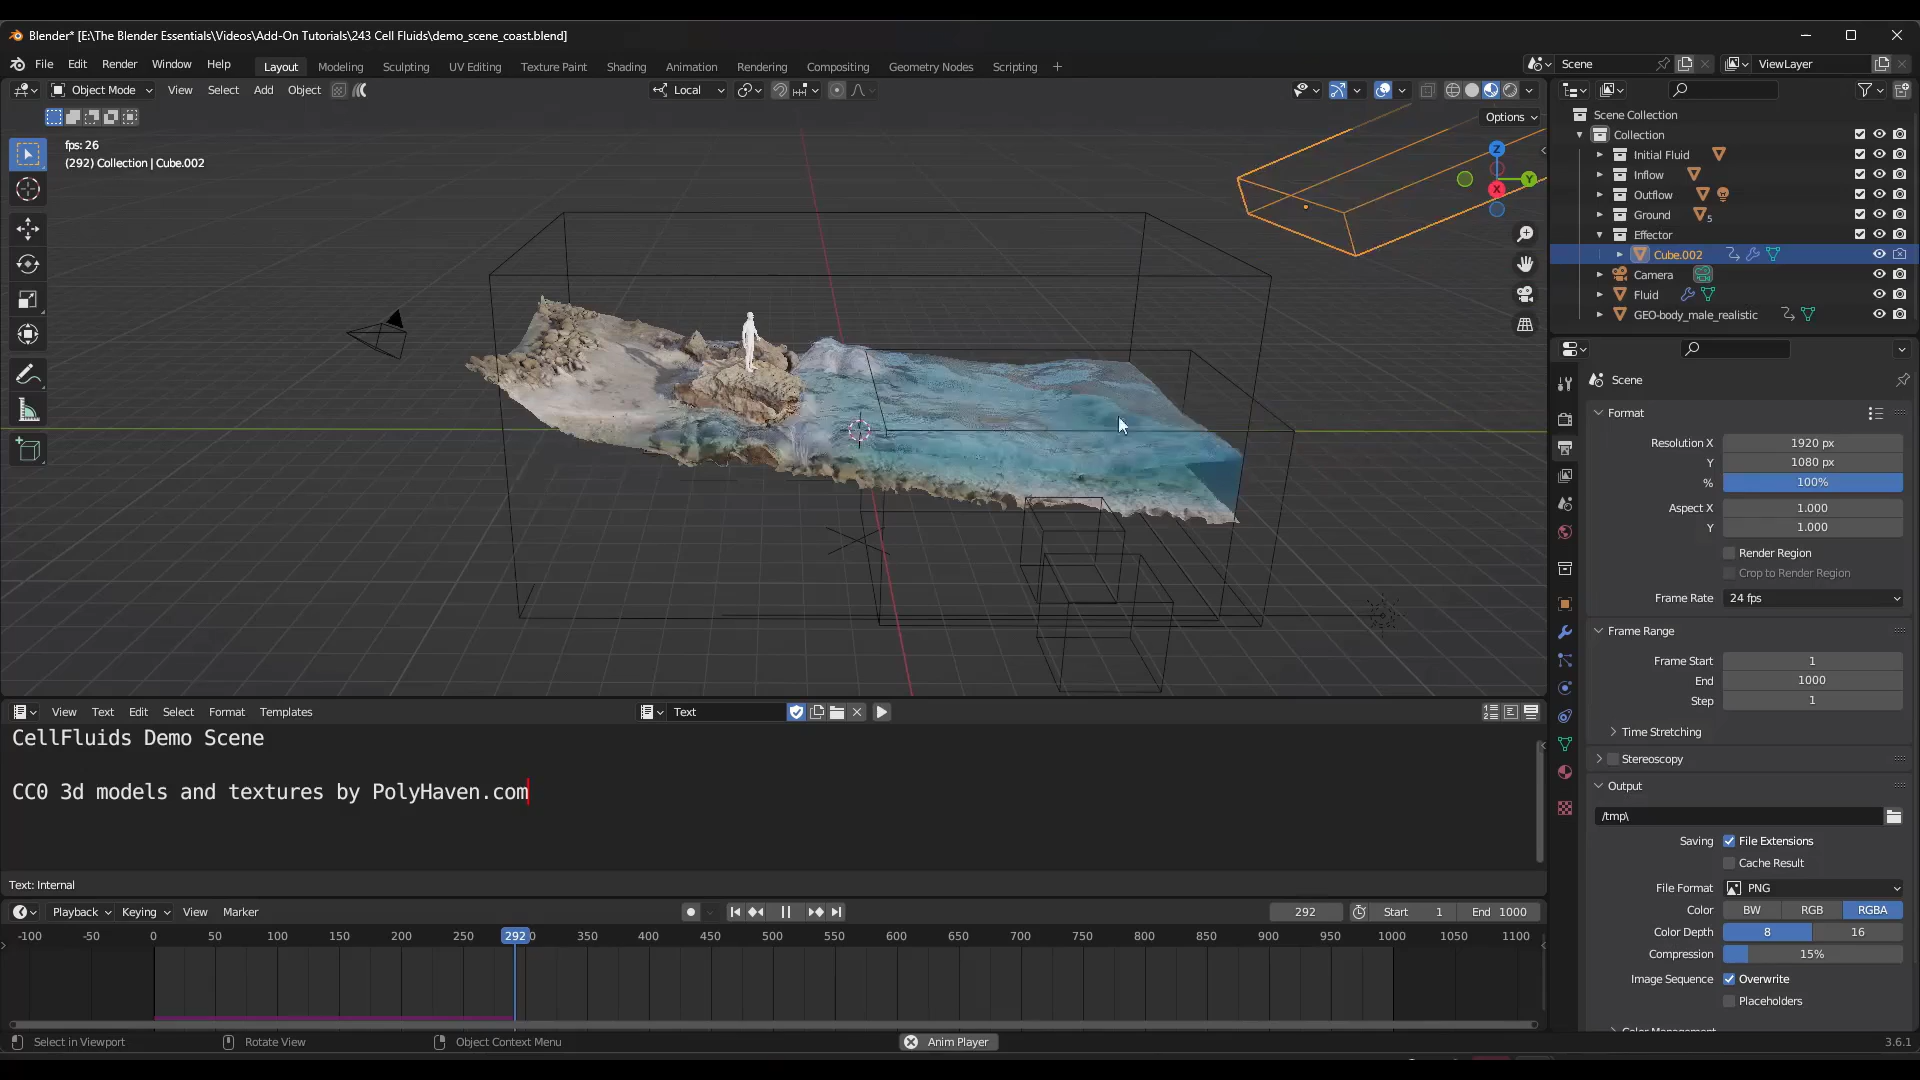 Blender* [E:\The Blender Essentials\Videos\Add-On Tutorials\243 Cell Fluids\demo_scene_coast.blend]
File Edit Render Window Help Layout Modeling Sculpting UV Editing Texture Paint Shading Animation Rendering Compositing Geometry Nodes Scripting + Scene ViewLayer
Object Mode View Select Add Object Local
Options
fps: 26
(292) Collection | Cube.002
Z
Y
X
Scene Collection
Collection
Initial Fluid
Inflow
Outflow
Ground 5
Effector
Cube.002
Camera
Fluid
GEO-body_male_realistic
Scene
Format
Resolution X 1920 px
Y 1080 px
% 100%
Aspect X 1.000
Y 1.000
Render Region
Crop to Render Region
Frame Rate 24 fps
Frame Range
Frame Start 1
End 1000
Step 1
Time Stretching
Stereoscopy
Output
/tmp\
Saving File Extensions
Cache Result
File Format PNG
Color BW RGB RGBA
Color Depth 8 16
Compression 15%
Image Sequence Overwrite
Placeholders
Color Management
View Text Edit Select Format Templates Text
CellFluids Demo Scene
CC0 3d models and textures by PolyHaven.com
Text: Internal
Playback Keying View Marker 292 Start 1 End 1000
-100 -50 0 50 100 150 200 250 292 350 400 450 500 550 600 650 700 750 800 850 900 950 1000 1050 1100
Select in Viewport Rotate View Object Context Menu Anim Player 3.6.1